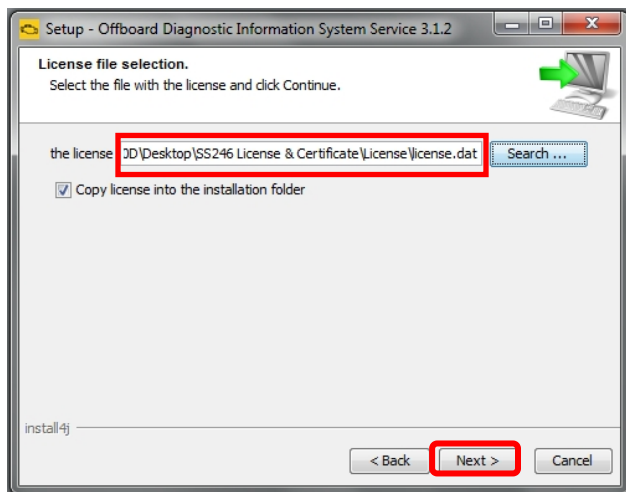 Setup - Offboard Diagnostic Information System Service 3.1.2
License file selection.
Select the file with the license and click Continue.
the license
0D\Desktop\SS246 License & Certificate\License\license.dat
Search ...
Copy license into the installation folder
install4j
< Back
Next >
Cancel